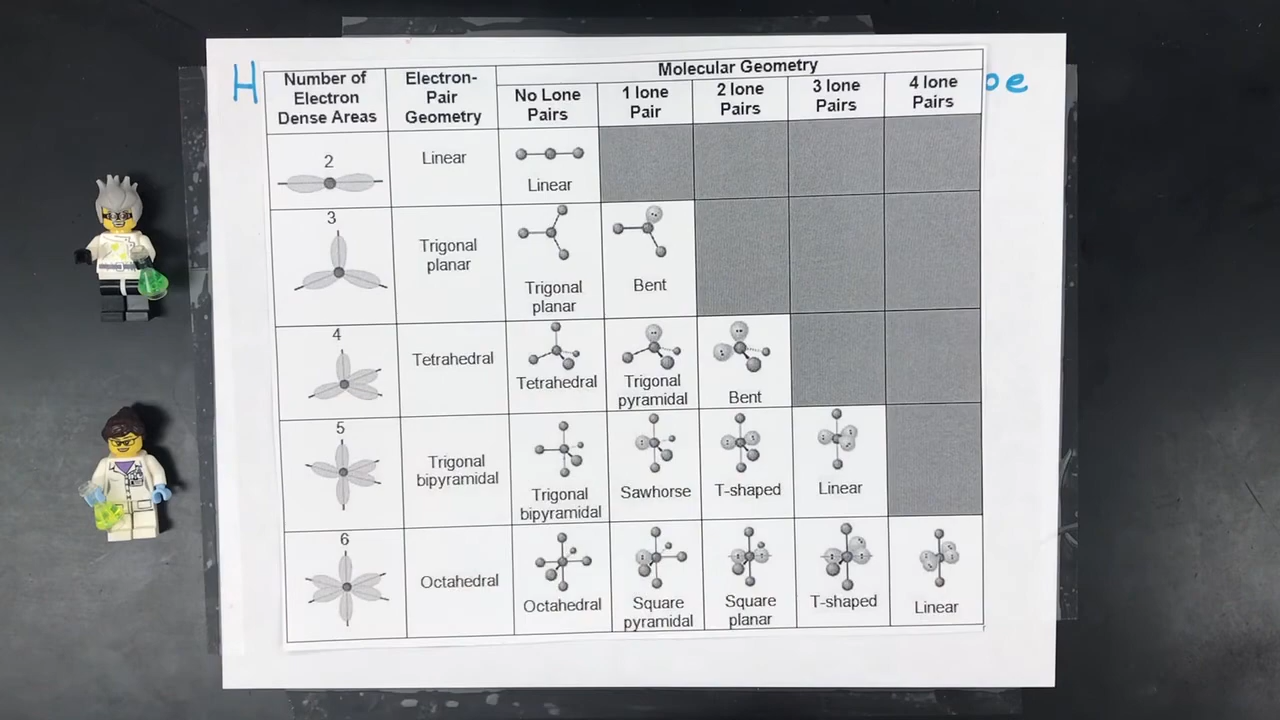 H
oe
Number of
Electron
Dense Areas
Electron-
Pair
Geometry
Molecular Geometry
No Lone
Pairs
1 lone
Pair
2 lone
Pairs
3 lone
Pairs
4 lone
Pairs
2
Linear
Linear
3
Trigonal
planar
Trigonal
planar
Bent
4
Tetrahedral
Tetrahedral
Trigonal
pyramidal
Bent
5
Trigonal
bipyramidal
Trigonal
bipyramidal
Sawhorse
T-shaped
Linear
6
Octahedral
Octahedral
Square
pyramidal
Square
planar
T-shaped
Linear